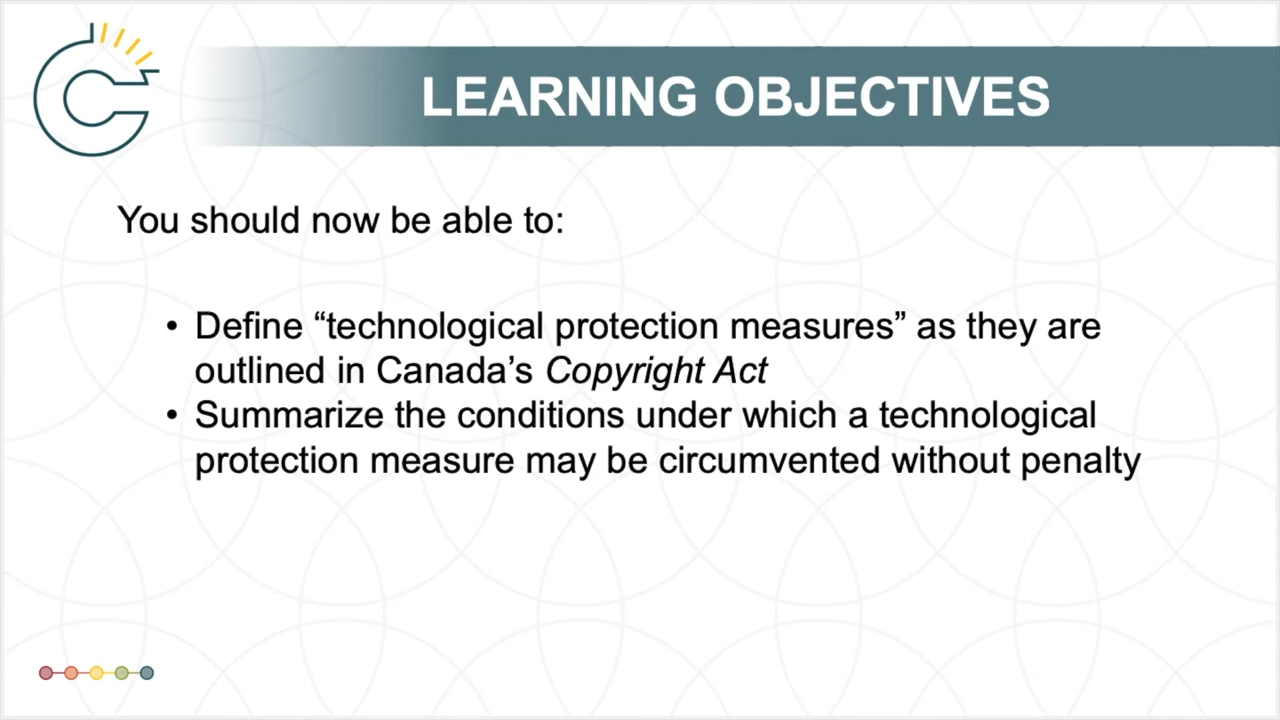 LEARNING OBJECTIVES
You should now be able to:
• Define “technological protection measures” as they are
outlined in Canada’s Copyright Act
• Summarize the conditions under which a technological
protection measure may be circumvented without penalty